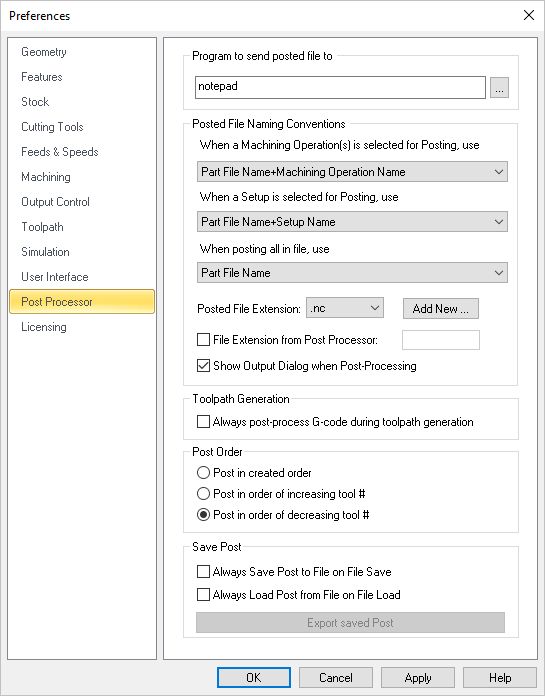 Preferences
Geometry
Features
Stock
Cutting Tools
Feeds & Speeds
Machining
Output Control
Toolpath
Simulation
User Interface
Post Processor
Licensing
Program to send posted file to
notepad
...
Posted File Naming Conventions
When a Machining Operation(s) is selected for Posting, use
Part File Name+Machining Operation Name
When a Setup is selected for Posting, use
Part File Name+Setup Name
When posting all in file, use
Part File Name
Posted File Extension: .nc Add New ...
File Extension from Post Processor:
Show Output Dialog when Post-Processing
Toolpath Generation
Always post-process G-code during toolpath generation
Post Order
Post in created order
Post in order of increasing tool #
Post in order of decreasing tool #
Save Post
Always Save Post to File on File Save
Always Load Post from File on File Load
Export saved Post
OK Cancel Apply Help